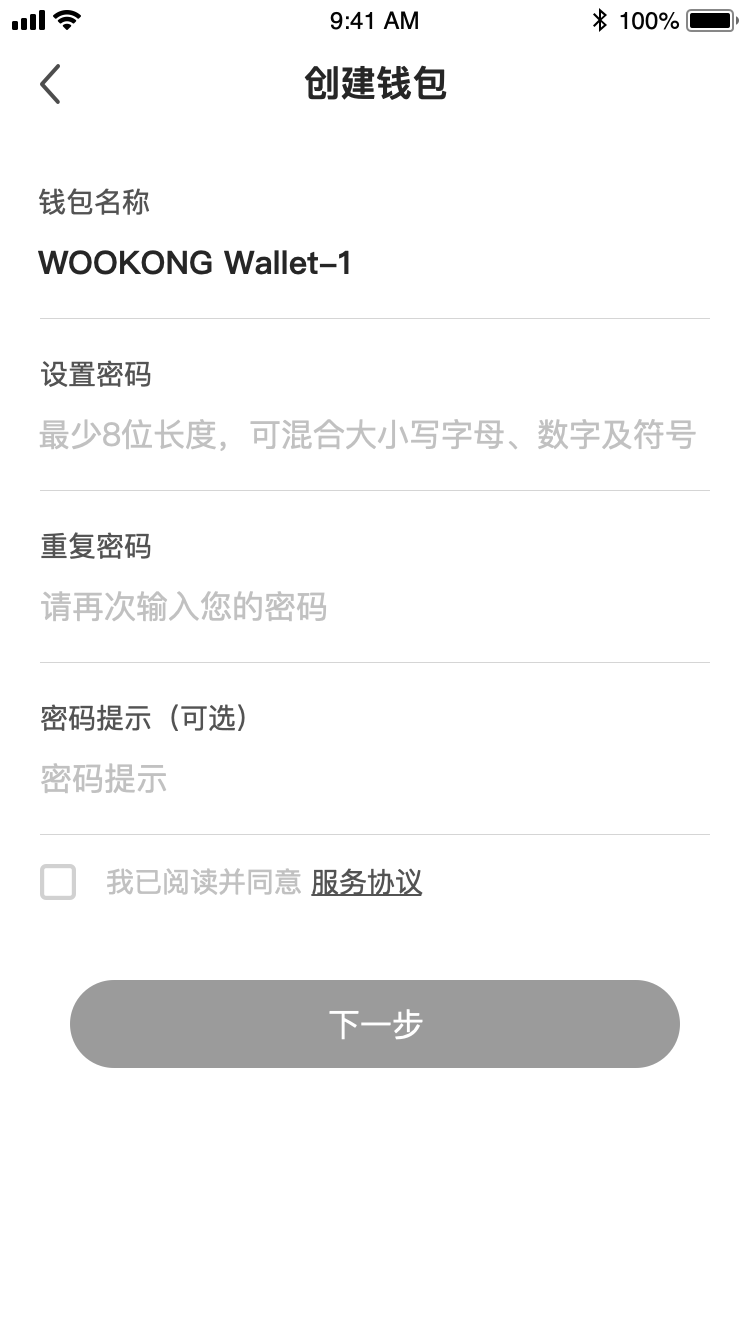 9:41 AM
100%
创建钱包
钱包名称
WOOKONG Wallet–1
设置密码
最少8位长度，可混合大小写字母、数字及符号
重复密码
请再次输入您的密码
密码提示（可选）
密码提示
我已阅读并同意 服务协议
下一步